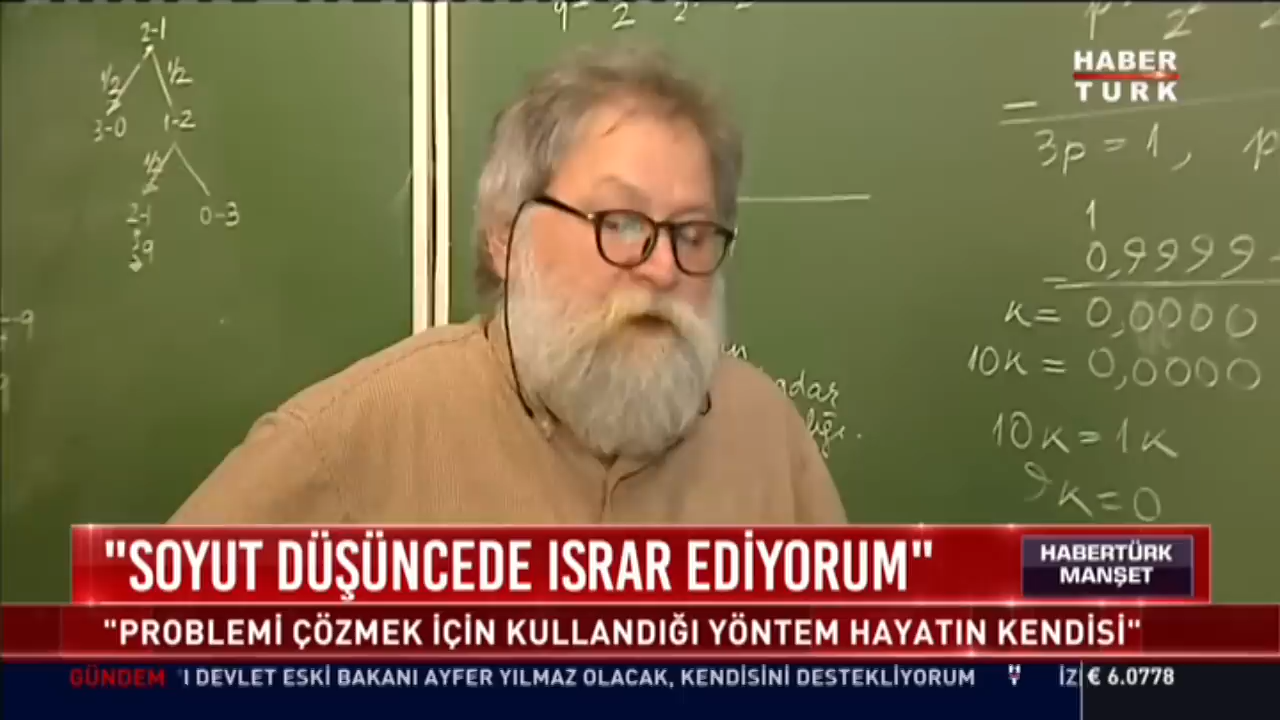 2-1
1/2 1/2
3-0 1-2
1/2
2-1 0-3
HABER
TURK
3p = 1, p
1
0,9999
K = 0,0000
10K = 0,0000
10K = 1K
9K = 0
"SOYUT DÜŞÜNCEDE ISRAR EDİYORUM"
HABERTÜRK
MANŞET
"PROBLEMİ ÇÖZMEK İÇİN KULLANDIĞI YÖNTEM HAYATIN KENDİSİ"
GÜNDEM 'I DEVLET ESKİ BAKANI AYFER YILMAZ OLACAK, KENDİSİNİ DESTEKLİYORUM İZ € 6.0778